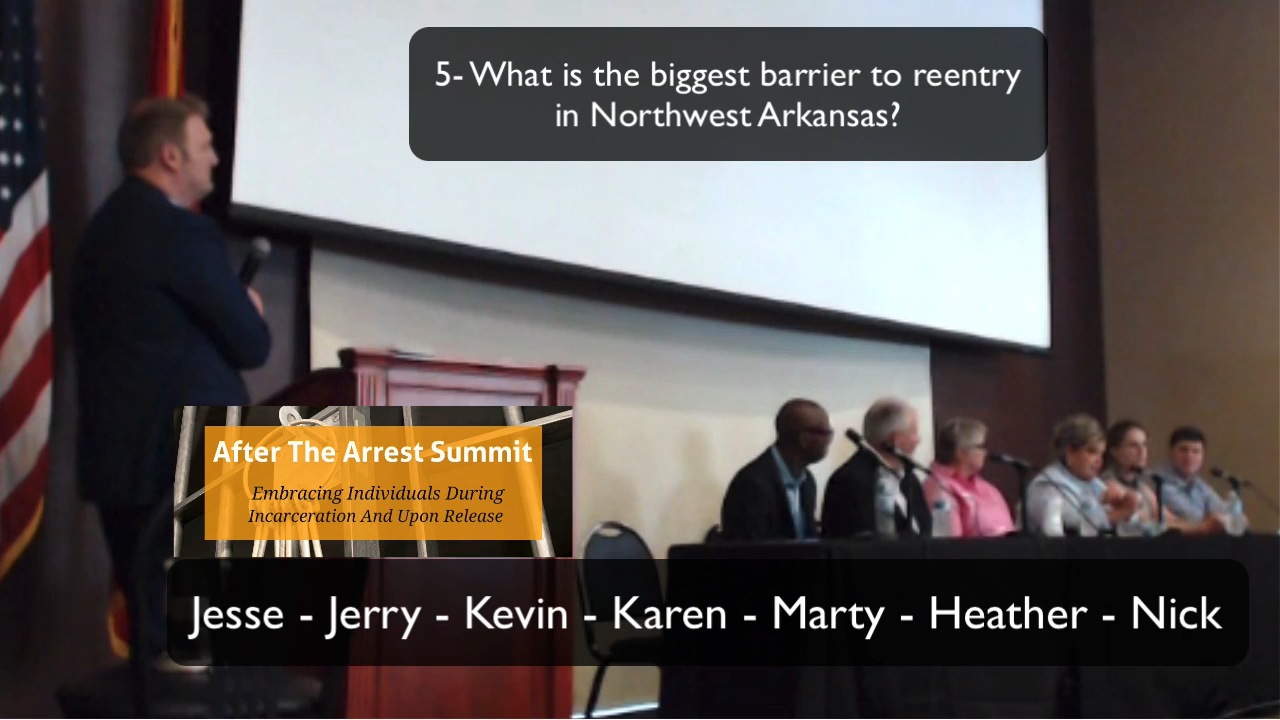 5- What is the biggest barrier to reentry
in Northwest Arkansas?
After The Arrest Summit
Embracing Individuals During
Incarceration And Upon Release
Jesse - Jerry - Kevin - Karen - Marty - Heather - Nick